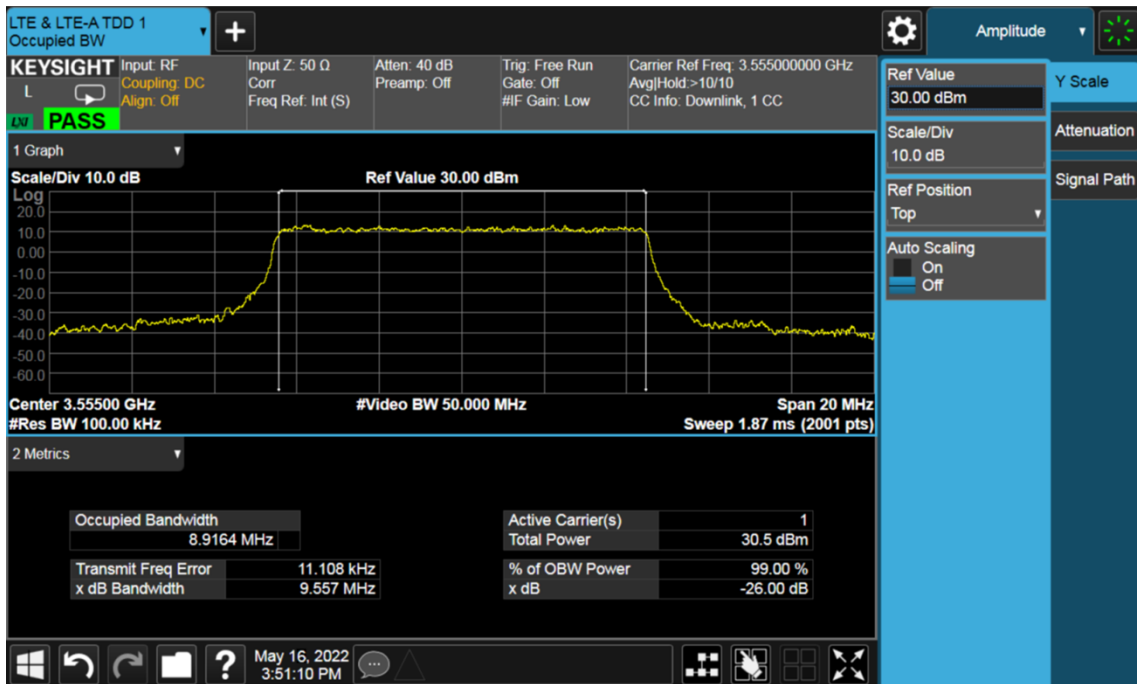 LTE & LTE-A TDD 1
Occupied BW
+
Amplitude
KEYSIGHT
L
LXI
PASS
Input: RF
Coupling: DC
Align: Off
Input Z: 50 Ω
Corr
Freq Ref: Int (S)
Atten: 40 dB
Preamp: Off
Trig: Free Run
Gate: Off
#IF Gain: Low
Carrier Ref Freq: 3.555000000 GHz
Avg|Hold:>10/10
CC Info: Downlink, 1 CC
Ref Value
30.00 dBm
Scale/Div
10.0 dB
Ref Position
Top
Auto Scaling
On
Off
Y Scale
Attenuation
Signal Path
1 Graph
Scale/Div 10.0 dB
Ref Value 30.00 dBm
Log
20.0
10.0
0.00
-10.0
-20.0
-30.0
-40.0
-50.0
-60.0
Center 3.55500 GHz
#Video BW 50.000 MHz
Span 20 MHz
#Res BW 100.00 kHz
Sweep 1.87 ms (2001 pts)
2 Metrics
Occupied Bandwidth
8.9164 MHz
Transmit Freq Error 11.108 kHz
x dB Bandwidth 9.557 MHz
Active Carrier(s) 1
Total Power 30.5 dBm
% of OBW Power 99.00 %
x dB -26.00 dB
?
May 16, 2022
3:51:10 PM